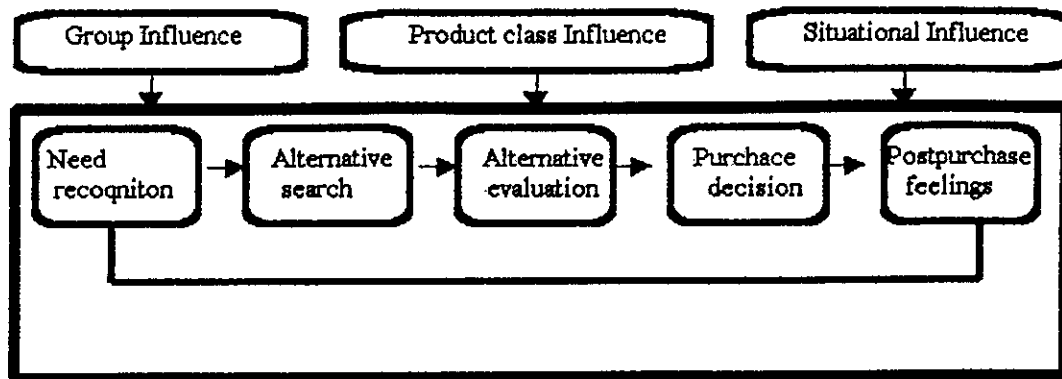 Group Influence
Product class Influence
Situational Influence
Need
recoqniton
Alternative
search
Alternative
evaluation
Purchace
decision
Postpurchase
feelings